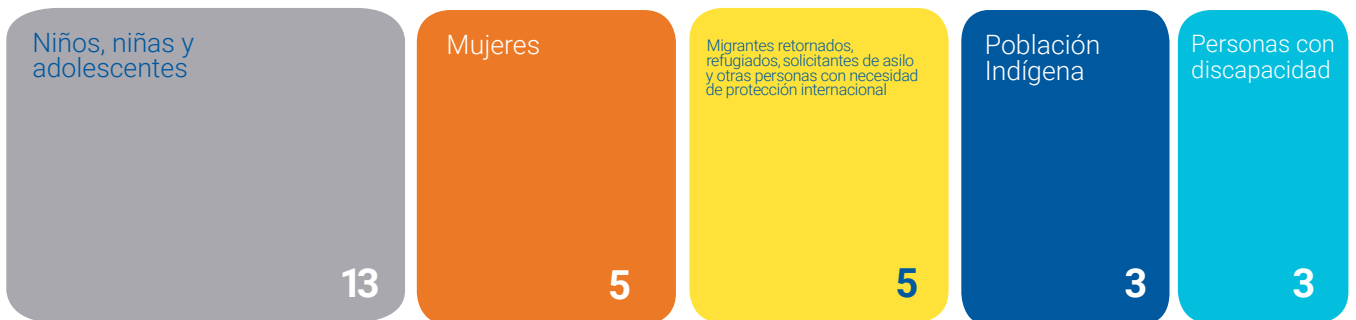 Niños, niñas y
adolescentes
13
Mujeres
5
Migrantes retornados,
refugiados, solicitantes de asilo
y otras personas con necesidad
de protección internacional
5
Población
Indígena
3
Personas con
discapacidad
3